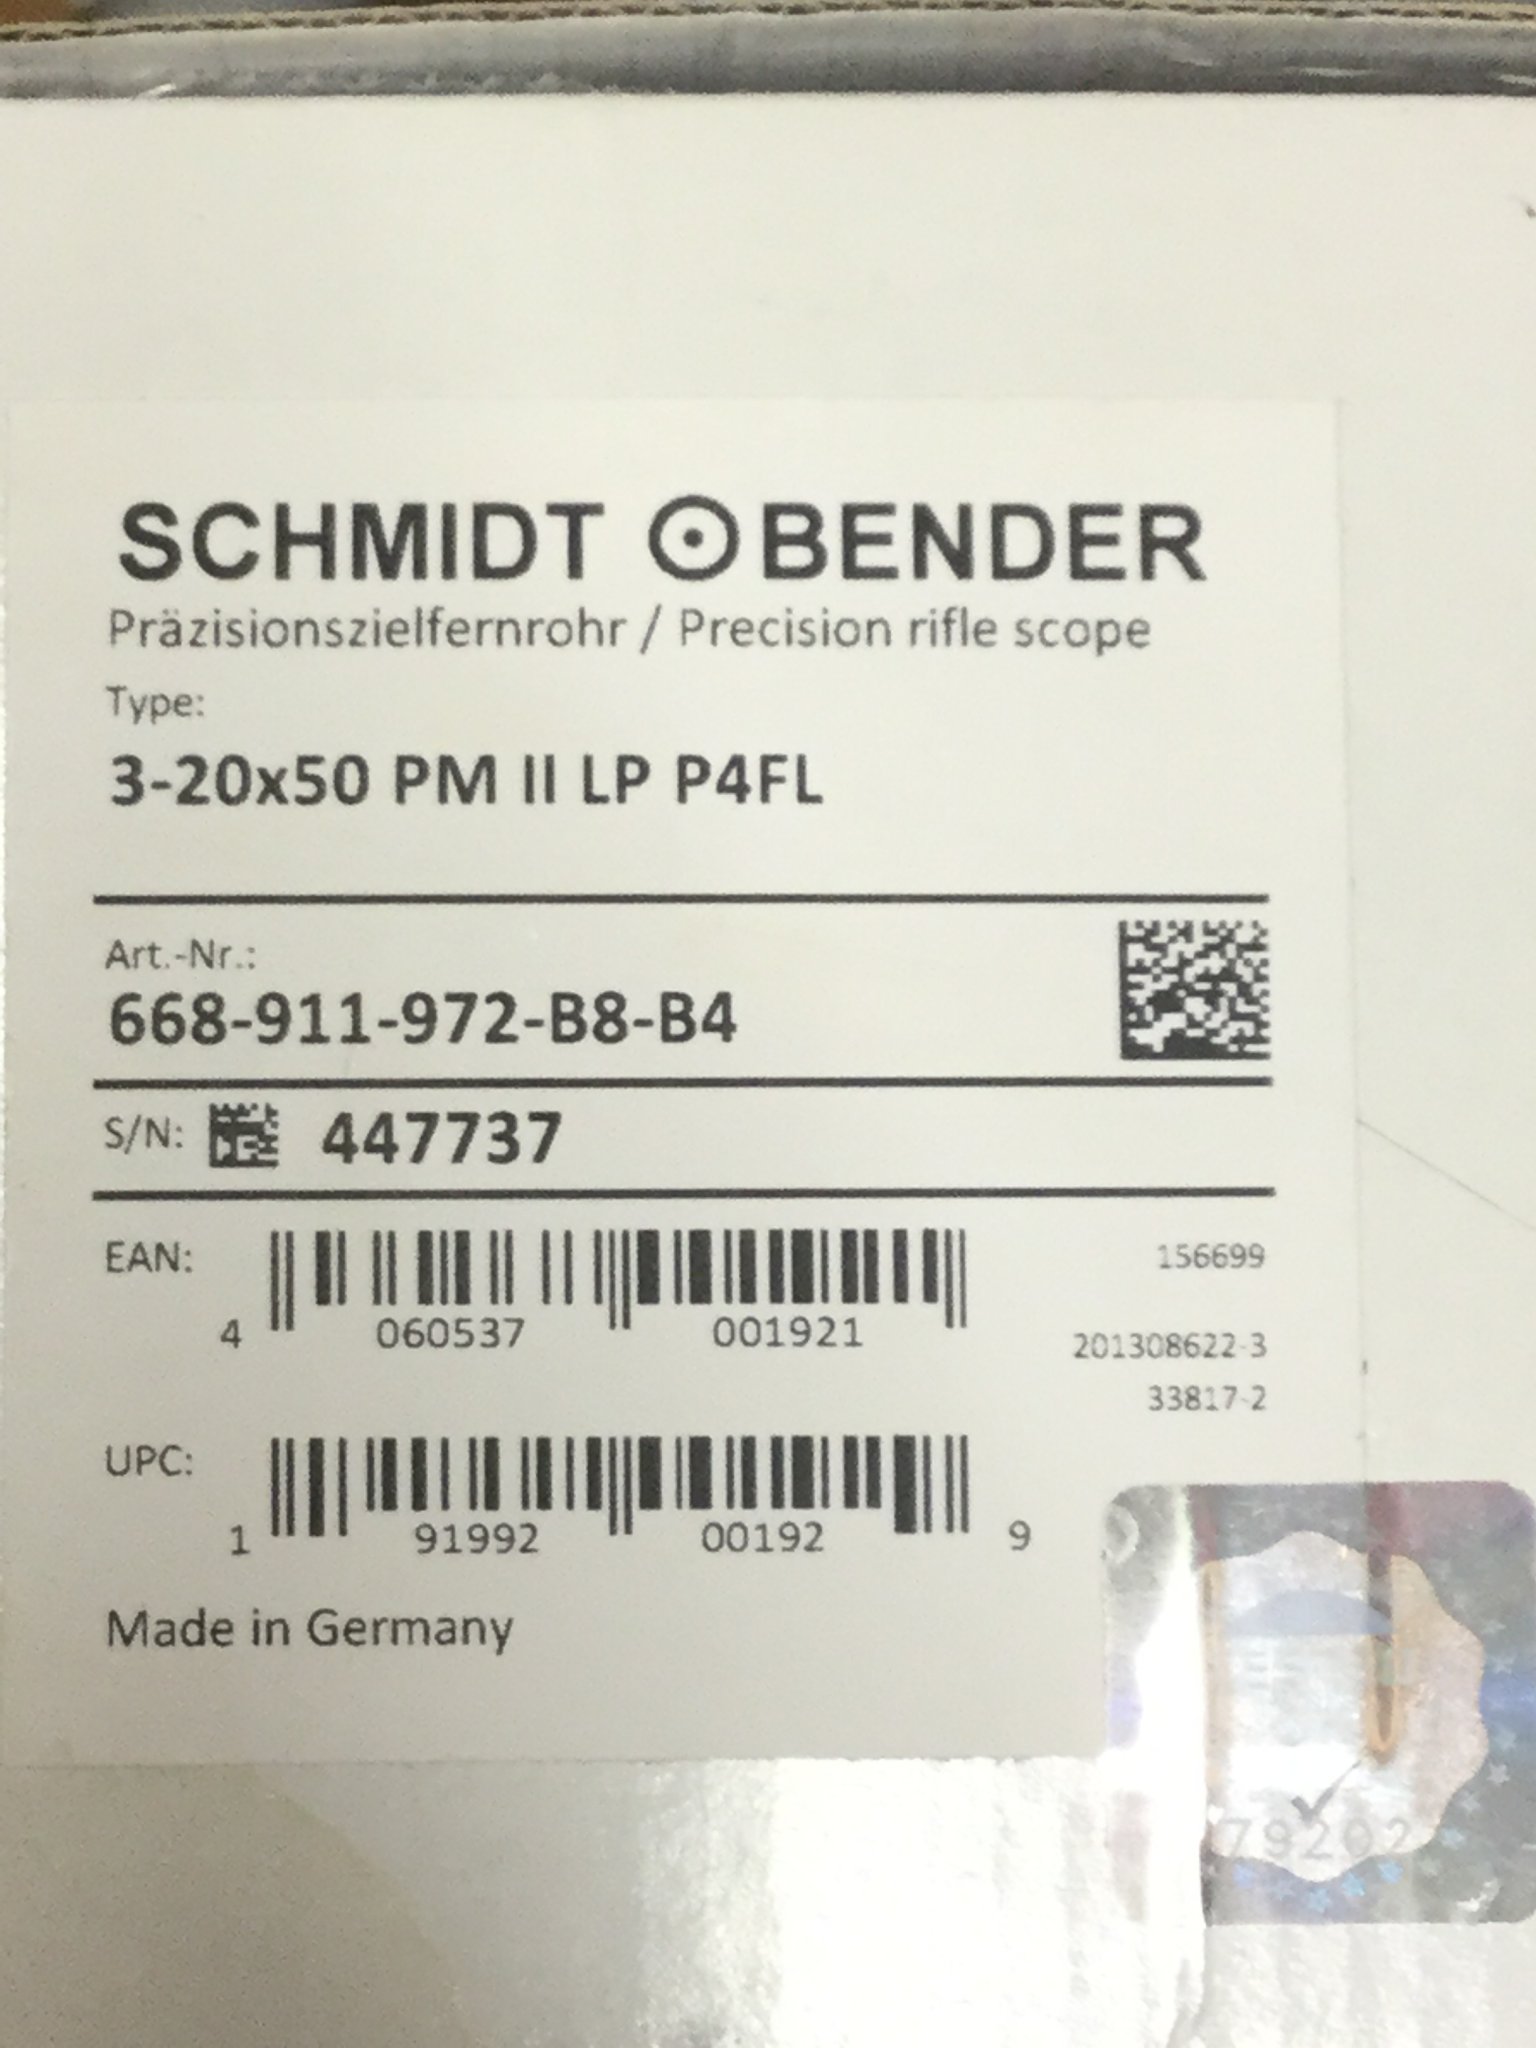 SCHMIDT BENDER
Präzisionszielfernrohr / Precision rifle scope
Type:
3-20x50 PM II LP P4FL
Art.-Nr.:
668-911-972-B8-B4
S/N: 447737
EAN: 4 060537 001921
156699
201308622-3
33817-2
UPC: 1 91992 00192 9
Made in Germany
79202